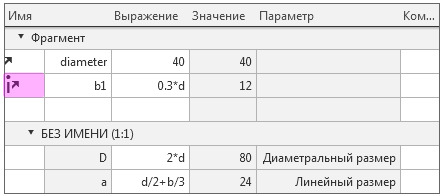 Имя Выражение Значение Параметр Ком...
Фрагмент
diameter 40 40
b1 0.3*d 12
БЕЗ ИМЕНИ (1:1)
D 2*d 80 Диаметральный размер
a d/2+b/3 24 Линейный размер